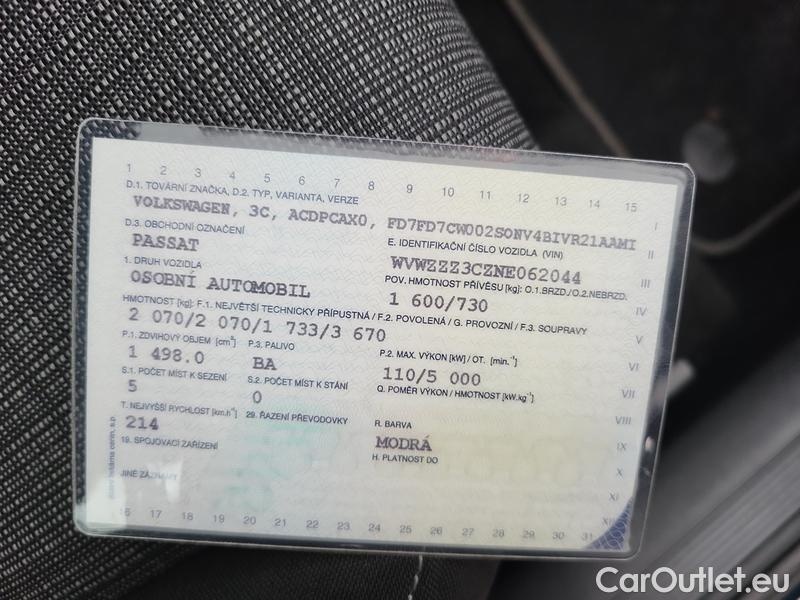 1 2 3 4 5 6 7 8 9 10 11 12 13 14 15
D.1. TOVÁRNÍ ZNAČKA, D.2. TYP, VARIANTA, VERZE
I
VOLKSWAGEN, 3C, ACDPCAX0, FD7FD7CW002SONV4BIVR21AAMI
D.3. OBCHODNÍ OZNAČENÍ E. IDENTIFIKAČNÍ ČÍSLO VOZIDLA (VIN) II
PASSAT WVWZZZ3CZNE062044
1. DRUH VOZIDLA POV. HMOTNOST PŘÍVĚSU [kg]: O.1.BRZD./O.2.NEBRZD. III
OSOBNÍ AUTOMOBIL 1 600/730
HMOTNOST [kg]: F.1. NEJVĚTŠÍ TECHNICKY PŘÍPUSTNÁ / F.2. POVOLENÁ / G. PROVOZNÍ / F.3. SOUPRAVY IV
2 070/2 070/1 733/3 670
V
P.1. ZDVIHOVÝ OBJEM [cm³] P.3. PALIVO P.2. MAX. VÝKON [kW] / OT. [min.⁻¹]
1 498.0 BA 110/5 000 VI
S.1. POČET MÍST K SEZENÍ S.2. POČET MÍST K STÁNÍ Q. POMĚR VÝKON / HMOTNOST [kW.kg⁻¹]
5 0 VII
T. NEJVYŠŠÍ RYCHLOST [km.h⁻¹] 29. ŘAZENÍ PŘEVODOVKY R. BARVA VIII
214 MODRÁ IX
19. SPOJOVACÍ ZAŘÍZENÍ H. PLATNOST DO
X
JINÉ ZÁZNAMY
XI
XII
16 17 18 19 20 21 22 23 24 25 26 27 28 29 30 31
CarOutlet.eu